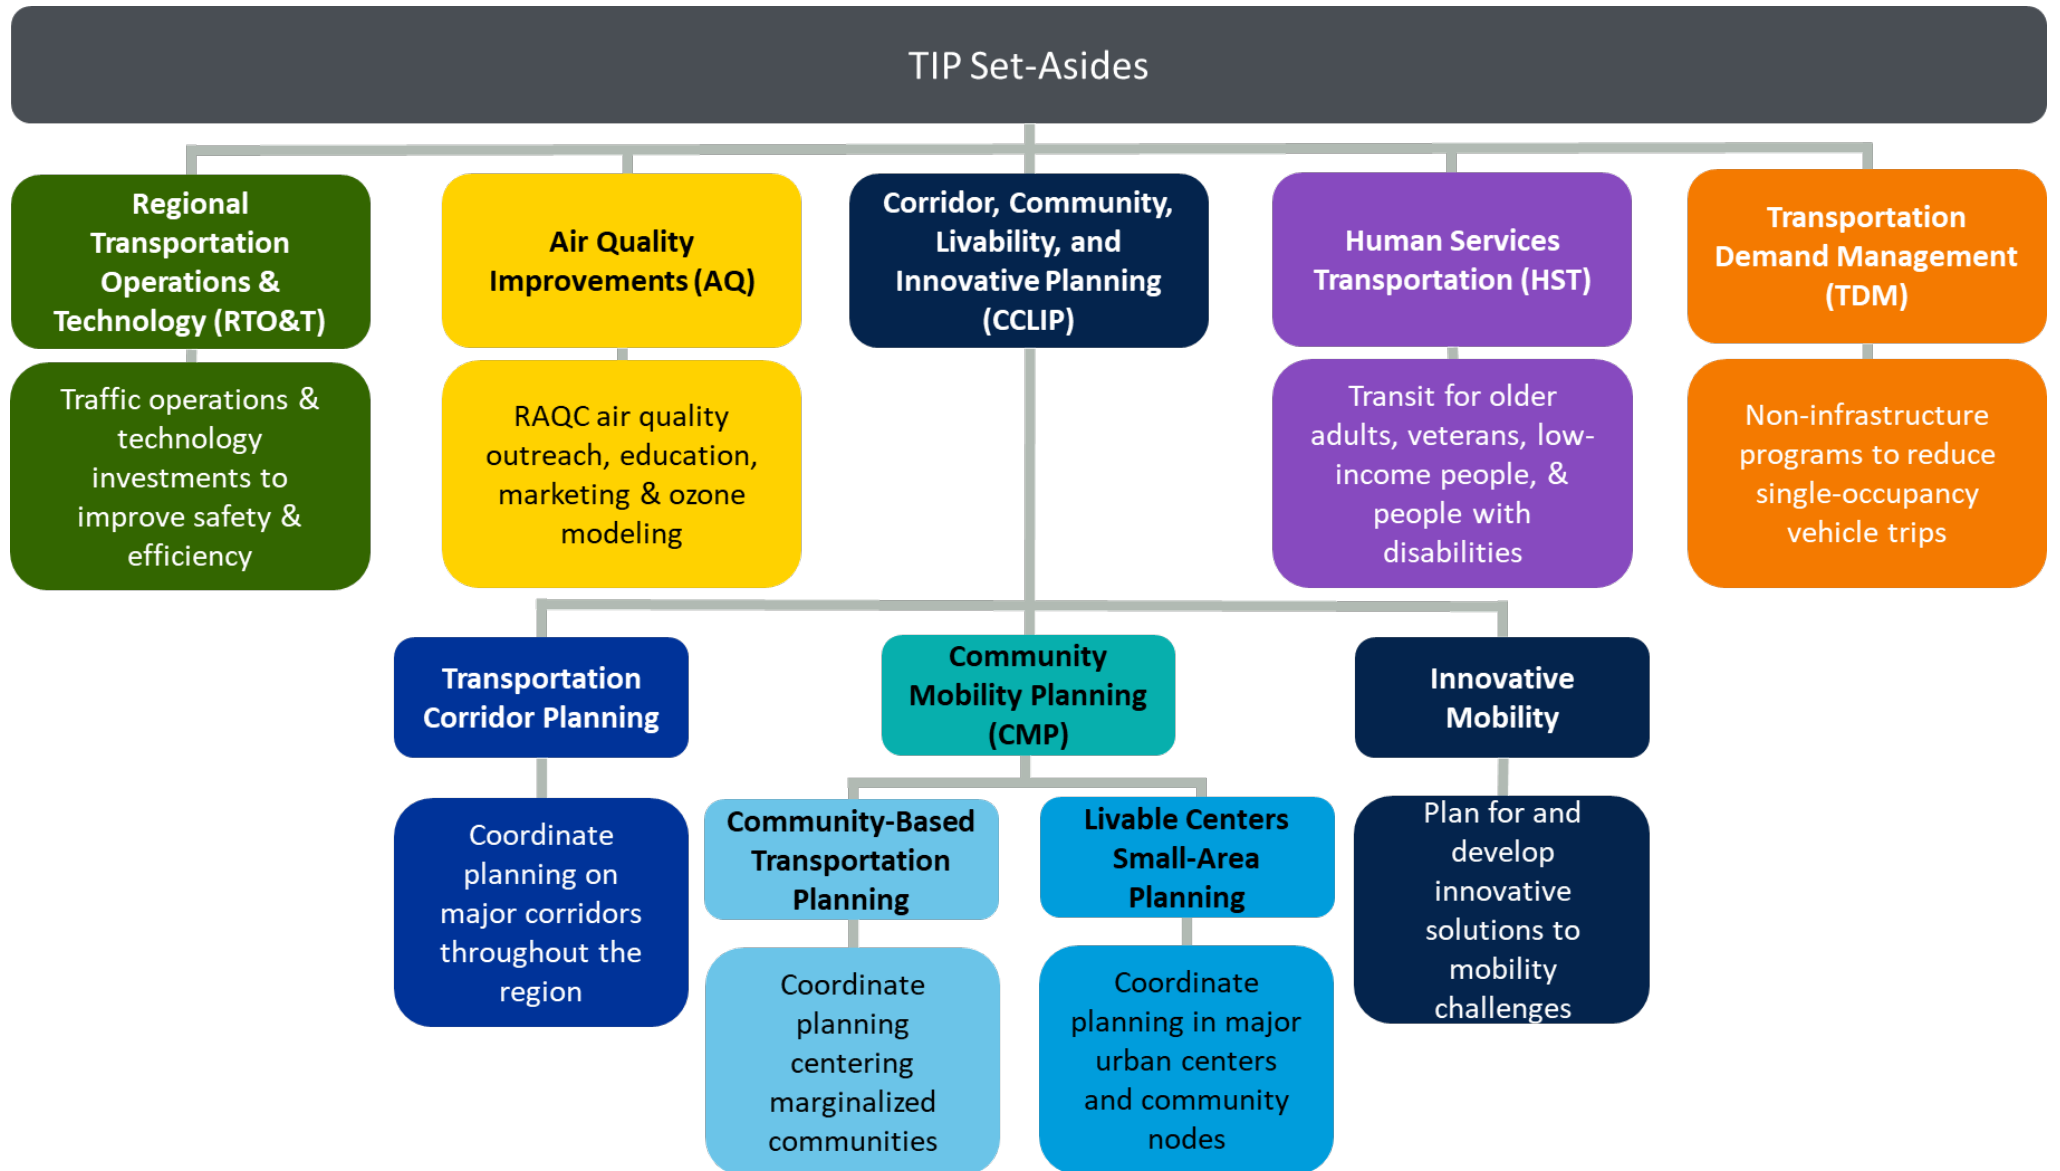 TIP Set-Asides
Regional
Transportation
Operations &
Technology (RTO&T)
Traffic operations &
technology
investments to
improve safety &
efficiency
Air Quality
Improvements (AQ)
RAQC air quality
outreach, education,
marketing & ozone
modeling
Corridor, Community,
Livability, and
Innovative Planning
(CCLIP)
Human Services
Transportation (HST)
Transit for older
adults, veterans, low-
income people, &
people with
disabilities
Transportation
Demand Management
(TDM)
Non-infrastructure
programs to reduce
single-occupancy
vehicle trips
Transportation
Corridor Planning
Coordinate
planning on
major corridors
throughout the
region
Community
Mobility Planning
(CMP)
Community-Based
Transportation
Planning
Coordinate
planning
centering
marginalized
communities
Livable Centers
Small-Area
Planning
Coordinate
planning in major
urban centers
and community
nodes
Innovative
Mobility
Plan for and
develop
innovative
solutions to
mobility
challenges